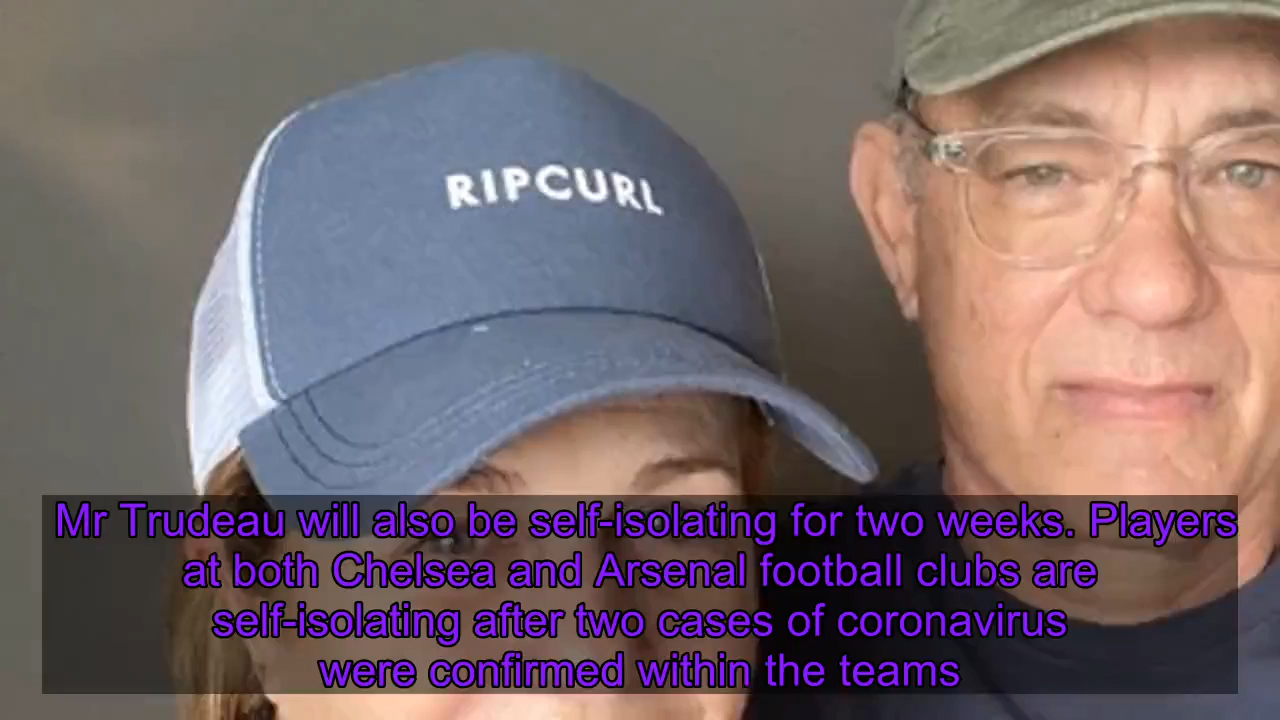 RIPCURL
Mr Trudeau will also be self-isolating for two weeks. Players
at both Chelsea and Arsenal football clubs are
self-isolating after two cases of coronavirus
were confirmed within the teams